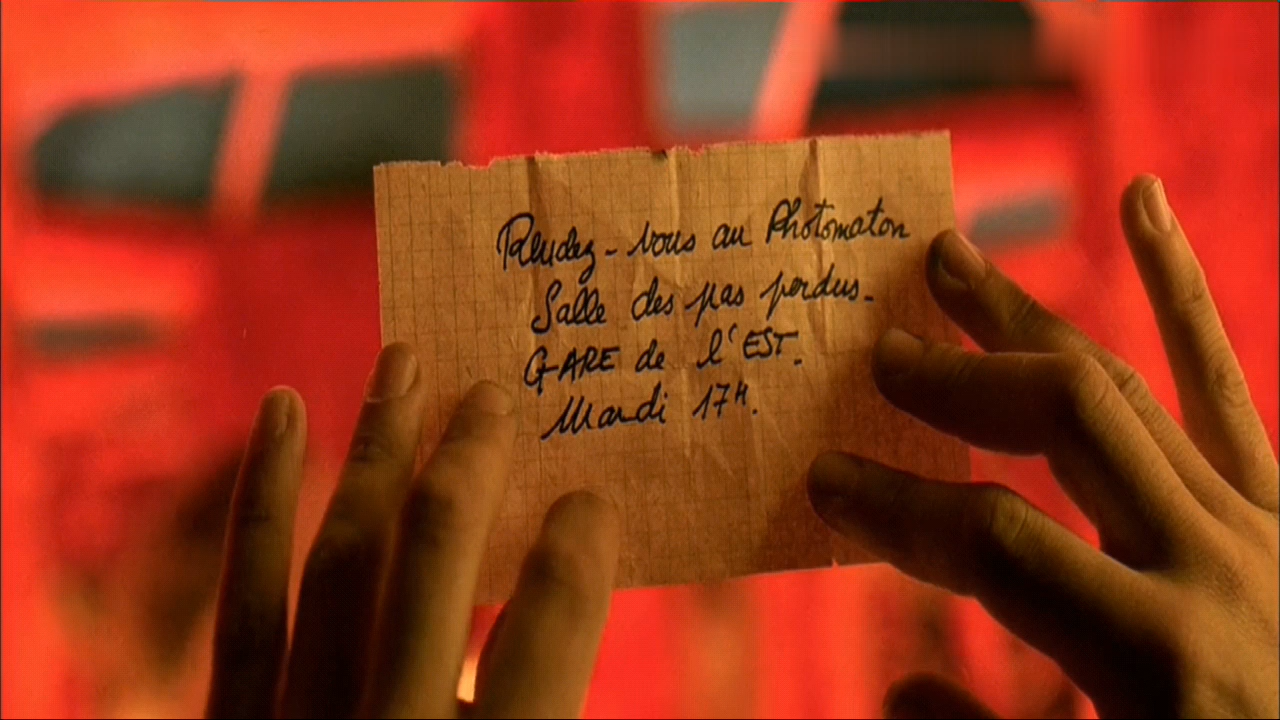 Rendez-vous au Photomaton
Salle des pas perdus.
GARE de l'EST.
Mardi 17H.